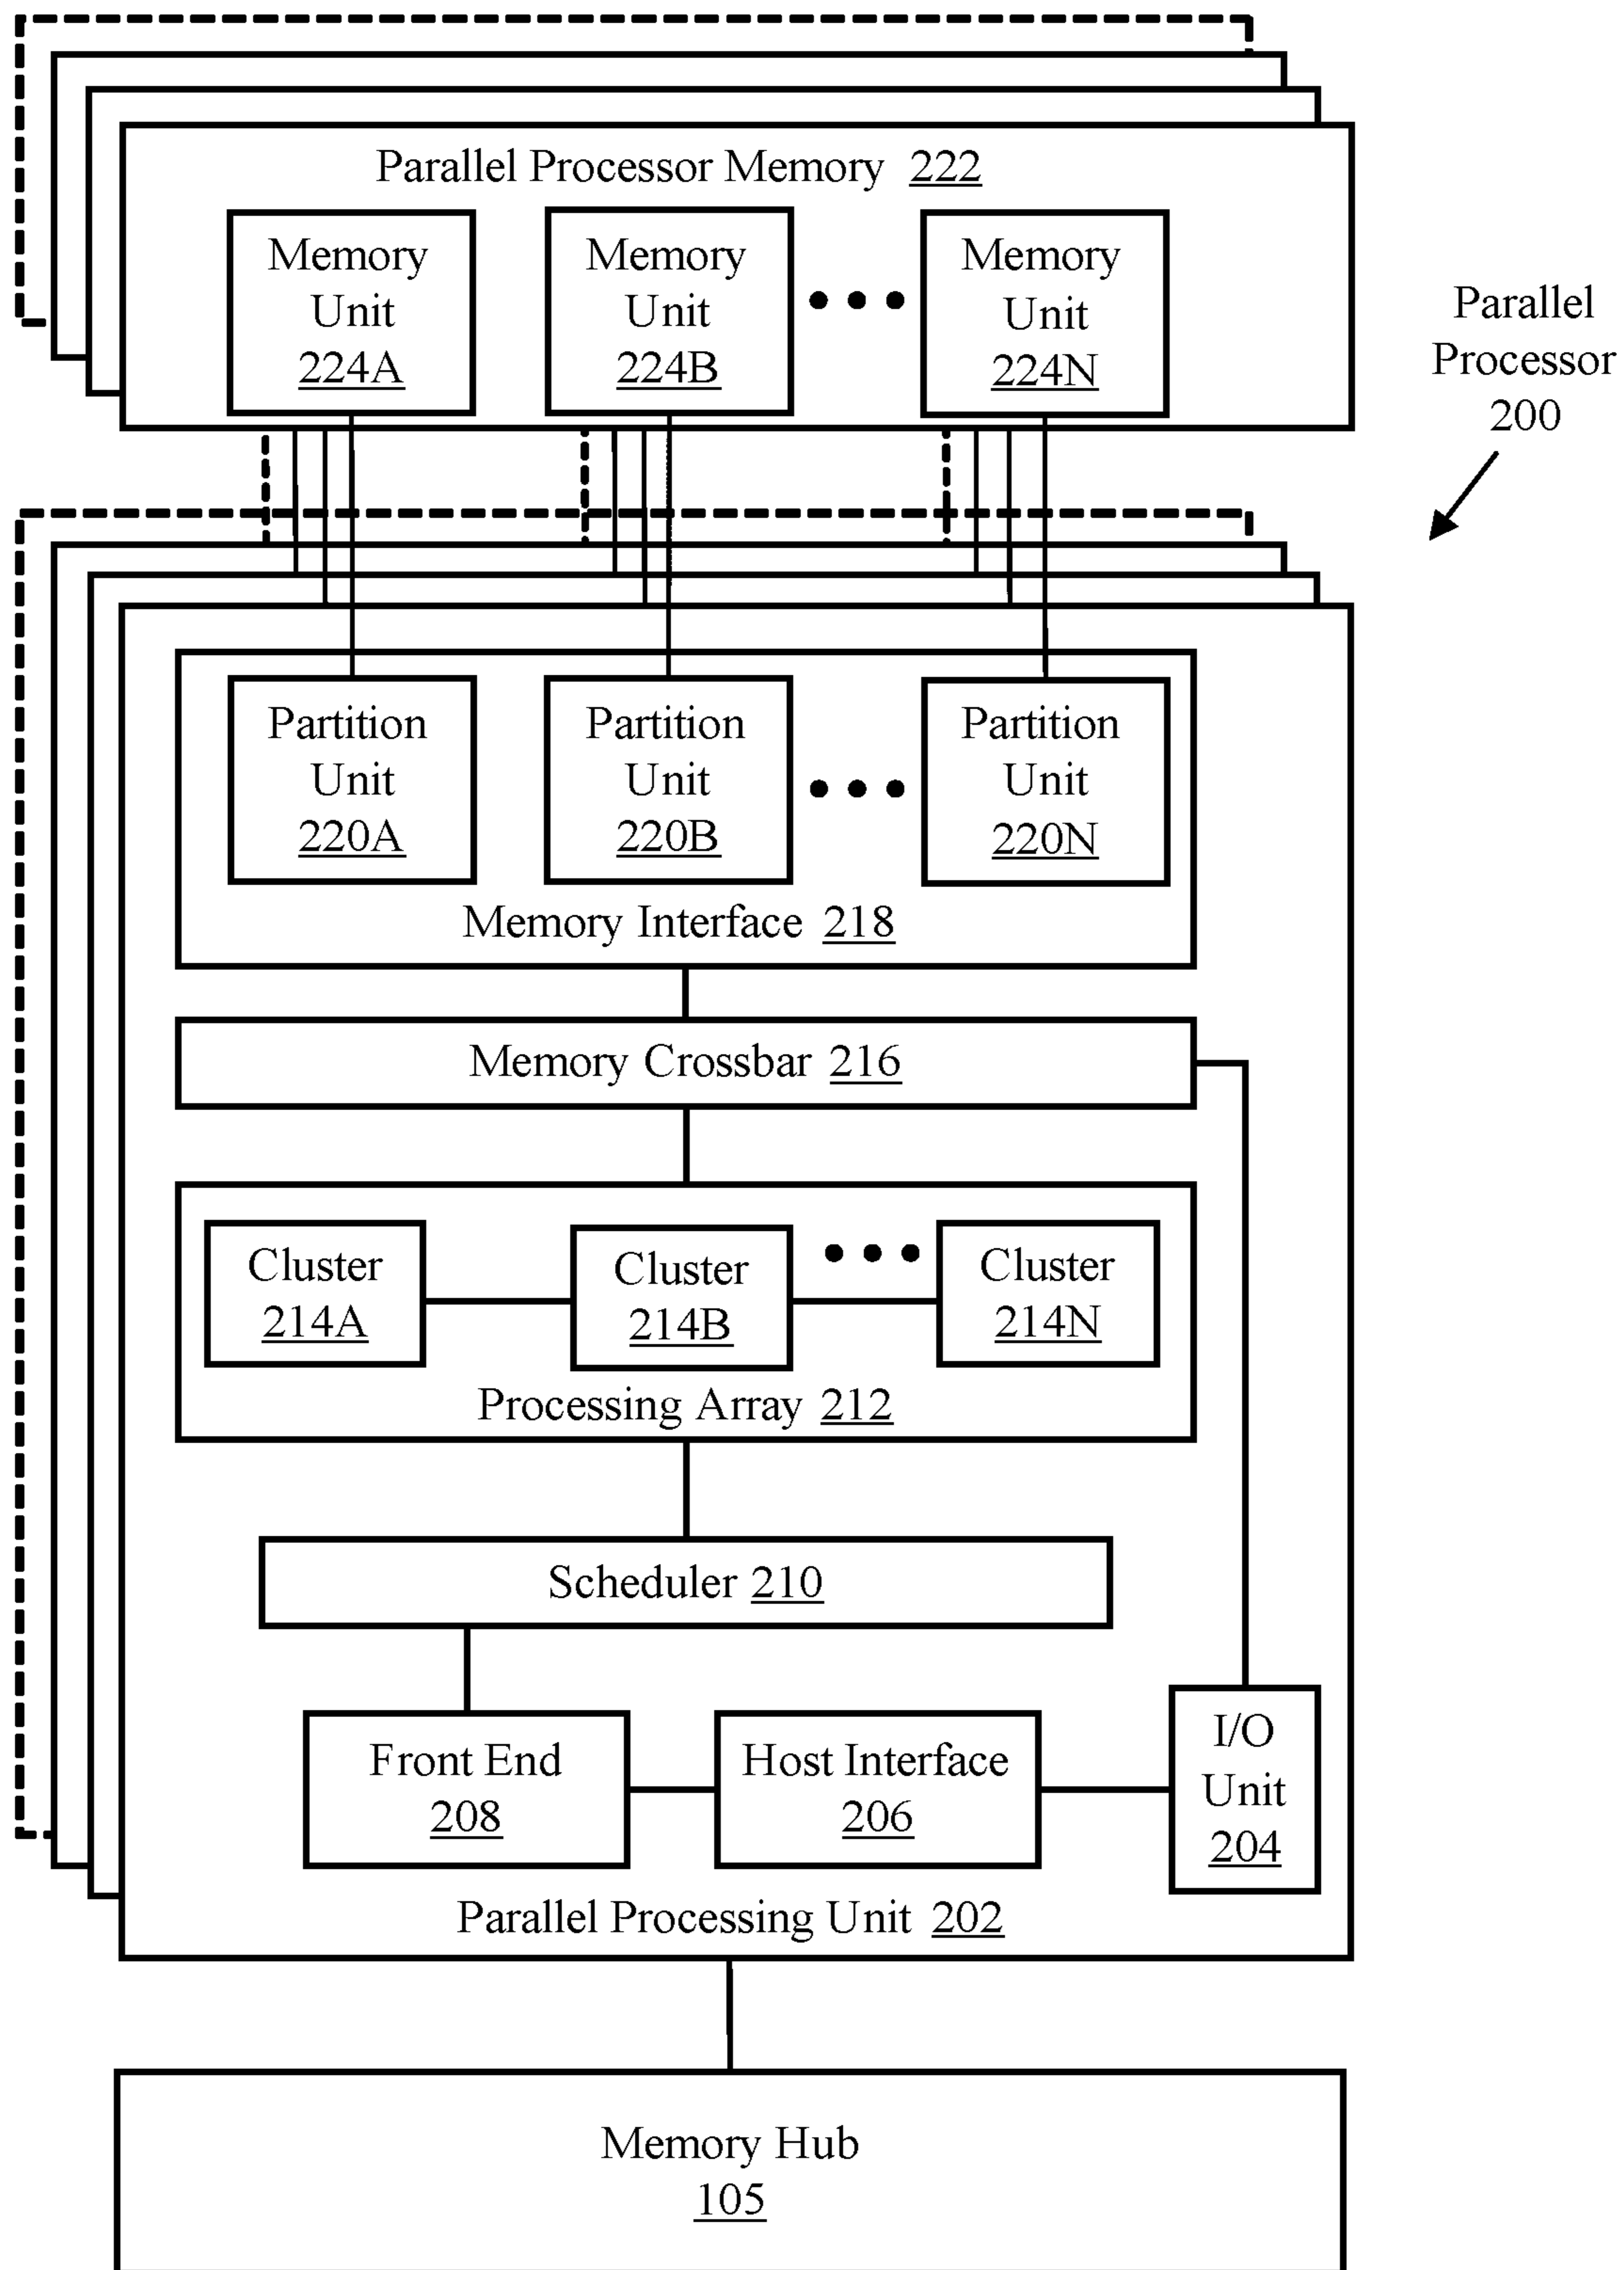 Parallel Processor Memory 222
Memory
Unit
224A
Memory
Unit
224B
Memory
Unit
224N
Parallel
Processor
200
Partition
Unit
220A
Partition
Unit
220B
Partition
Unit
220N
Memory Interface 218
Memory Crossbar 216
Cluster
214A
Cluster
214B
Cluster
214N
Processing Array 212
Scheduler 210
Front End
208
Host Interface
206
I/O
Unit
204
Parallel Processing Unit 202
Memory Hub
105